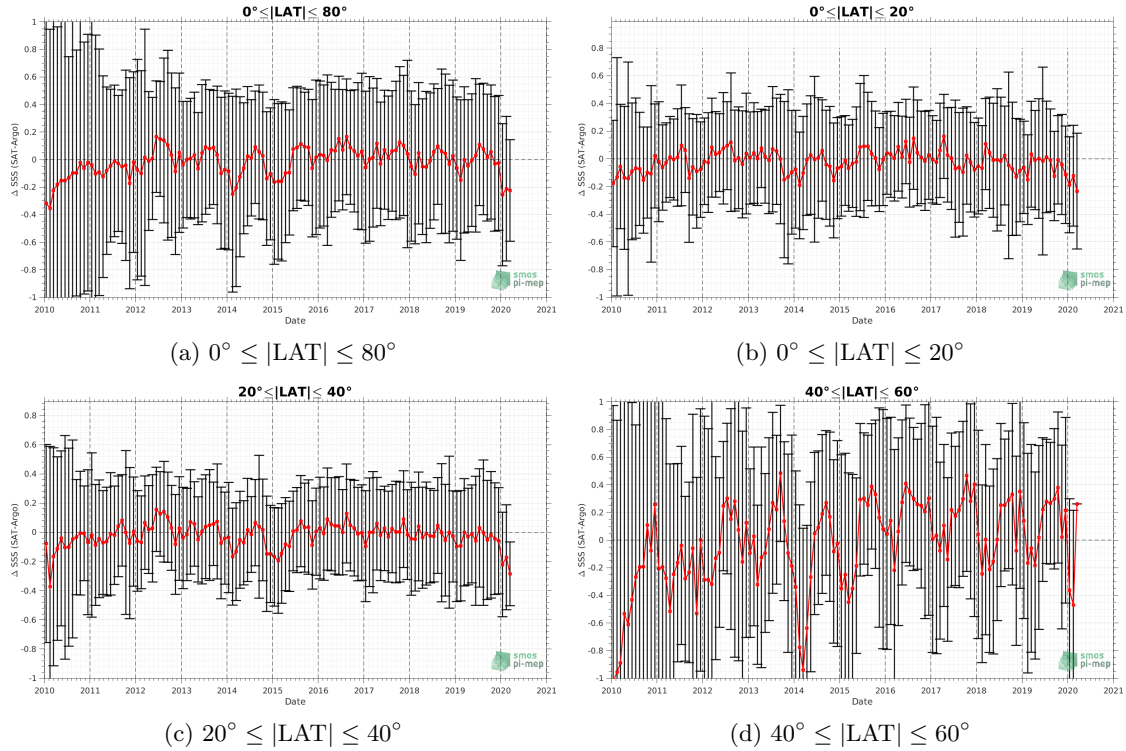 0°≤|LAT|≤ 80°
1
0.8
0.6
0.4
0.2
0
-0.2
-0.4
-0.6
-0.8
-1
Δ SSS (SAT-Argo)
2010 2011 2012 2013 2014 2015 2016 2017 2018 2019 2020 2021
Date
smos
pi-mep
(a) 0° ≤ |LAT| ≤ 80°
0°≤|LAT|≤ 20°
0.8
0.6
0.4
0.2
0
-0.2
-0.4
-0.6
-0.8
-1
Δ SSS (SAT-Argo)
2010 2011 2012 2013 2014 2015 2016 2017 2018 2019 2020 2021
Date
smos
pi-mep
(b) 0° ≤ |LAT| ≤ 20°
20°≤|LAT|≤ 40°
0.8
0.6
0.4
0.2
0
-0.2
-0.4
-0.6
-0.8
-1
Δ SSS (SAT-Argo)
2010 2011 2012 2013 2014 2015 2016 2017 2018 2019 2020 2021
Date
smos
pi-mep
(c) 20° ≤ |LAT| ≤ 40°
40°≤|LAT|≤ 60°
1
0.8
0.6
0.4
0.2
0
-0.2
-0.4
-0.6
-0.8
-1
Δ SSS (SAT-Argo)
2010 2011 2012 2013 2014 2015 2016 2017 2018 2019 2020 2021
Date
smos
pi-mep
(d) 40° ≤ |LAT| ≤ 60°